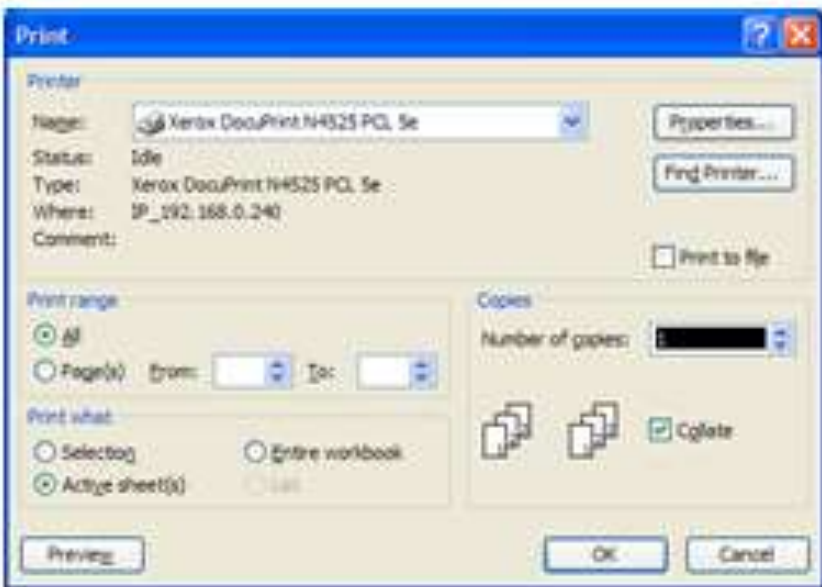 Print
Printer
Name: Xerox DocuPrint N4525 PCL 5e
Properties...
Status: Idle
Type: Xerox DocuPrint N4525 PCL 5e
Find Printer...
Where: IP_192.168.0.240
Comment:
Print to file
Print range
All
Page(s) From: To:
Copies
Number of copies: 1
Collate
Print what
Selection
Entire workbook
Active sheet(s)
Preview
OK
Cancel